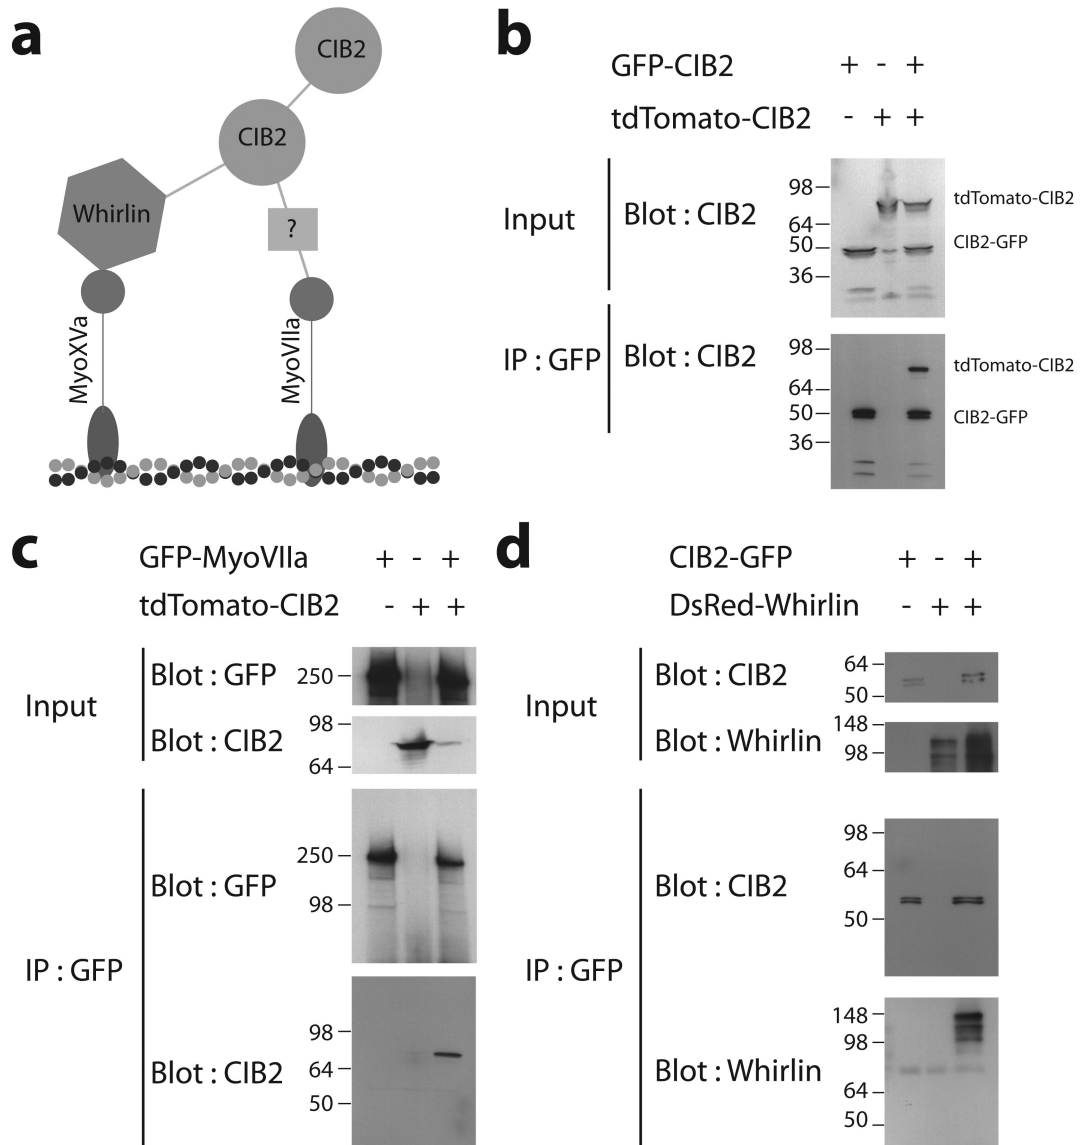 a
CIB2
CIB2
Whirlin
?
MyoXVa
MyoVIIa
b
GFP-CIB2 + - +
tdTomato-CIB2 - + +
Input
Blot : CIB2
98
64
50
36
tdTomato-CIB2
CIB2-GFP
IP : GFP
Blot : CIB2
98
64
50
36
tdTomato-CIB2
CIB2-GFP
c
GFP-MyoVIIa + - +
tdTomato-CIB2 - + +
Input
Blot : GFP
250
Blot : CIB2
98
64
IP : GFP
Blot : GFP
250
98
Blot : CIB2
98
64
50
d
CIB2-GFP + - +
DsRed-Whirlin - + +
Input
Blot : CIB2
64
50
Blot : Whirlin
148
98
IP : GFP
Blot : CIB2
98
64
50
Blot : Whirlin
148
98
64
50